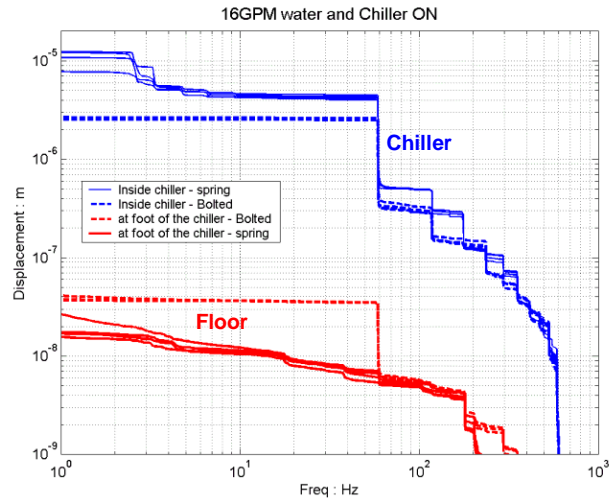 16GPM water and Chiller ON
10^-5
10^-6
10^-7
10^-8
10^-9
Displacement : m
Chiller
Inside chiller - spring
Inside chiller - Bolted
at foot of the chiller - Bolted
at foot of the chiller - spring
Floor
10^0 10^1 10^2 10^3
Freq : Hz